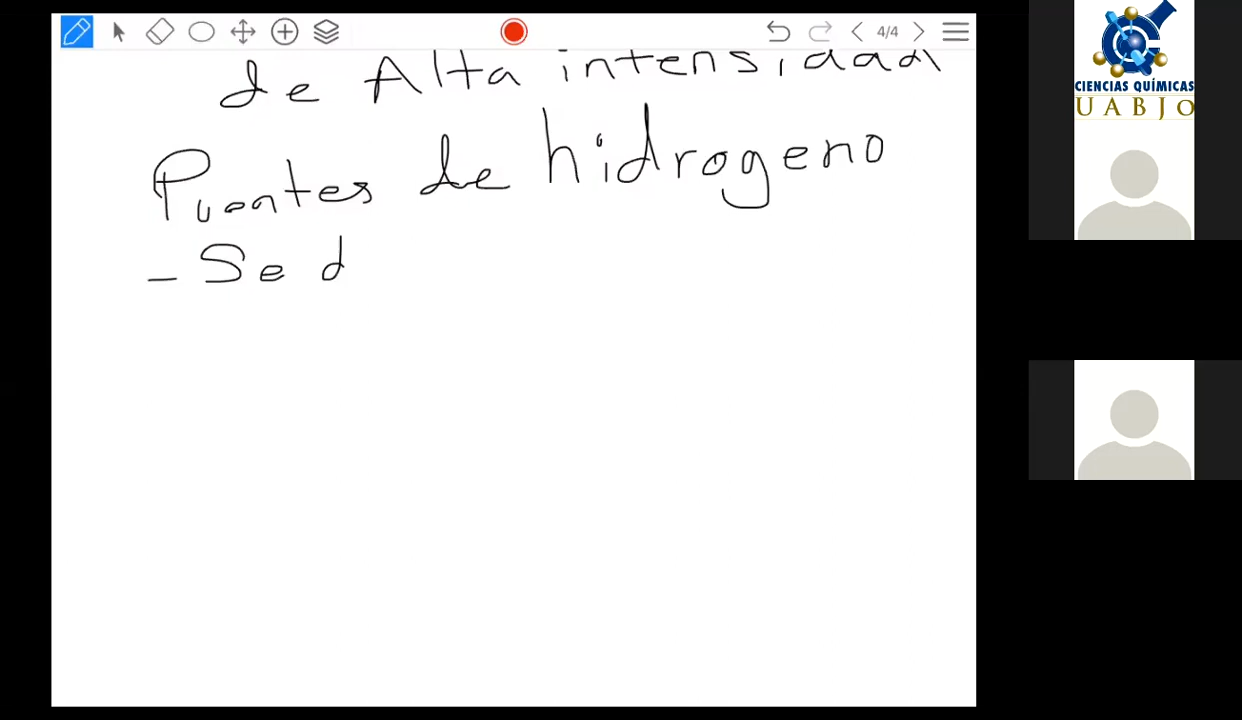 4/4
CIENCIAS QUÍMICAS
UABJO
de Alta intensidad
Puentes de hidrogeno
- Se d